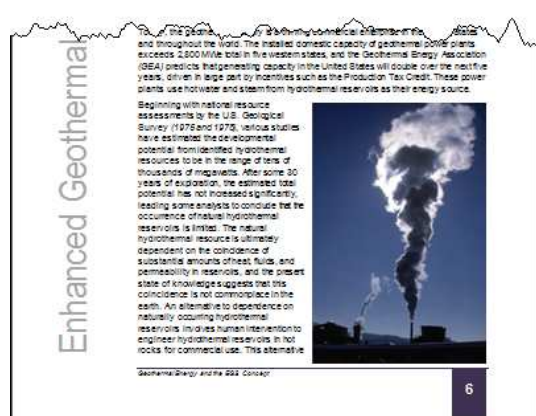 Enhanced Geothermal
and throughout the world. The installed domestic capacity of geothermal power plants
exceeds 2,800 MWe total in five western states, and the Geothermal Energy Association
(GEA) predicts that generating capacity in the United States will double over the next five
years, driven in large part by incentives such as the Production Tax Credit. These power
plants use hot water and steam from hydrothermal reservoirs as their energy source.
Beginning with national resource
assessments by the U.S. Geological
Survey (1975 and 1978), various studies
have estimated the developmental
potential from identified hydrothermal
resources to be in the range of tens of
thousands of megawatts. After some 30
years of exploration, the estimated total
potential has not increased significantly,
leading some analysts to conclude that the
occurrence of natural hydrothermal
reservoirs is limited. The natural
hydrothermal resource is ultimately
dependent on the coincidence of
substantial amounts of heat, fluids, and
permeability in reservoirs, and the present
state of knowledge suggests that this
coincidence is not commonplace in the
earth. An alternative to dependence on
naturally occurring hydrothermal
reservoirs involves human intervention to
engineer hydrothermal reservoirs in hot
rocks for commercial use. This alternative
Geothermal Energy and the EGS Concept
6